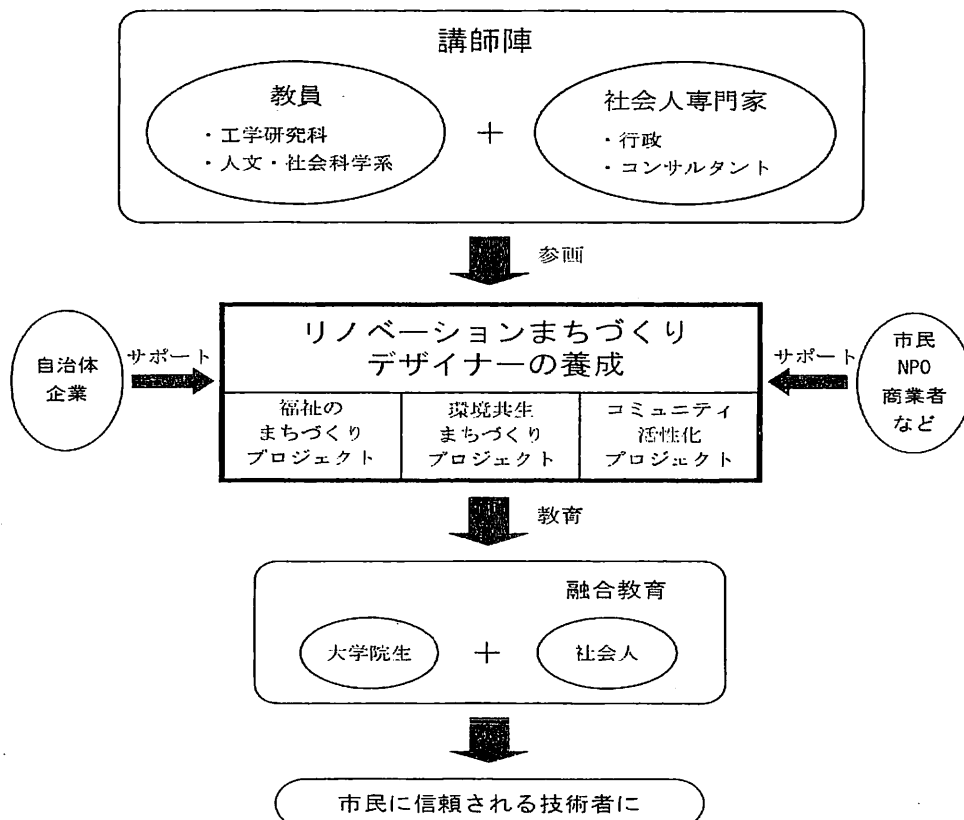 講師陣
教員
・工学研究科
・人文・社会科学系
+
社会人専門家
・行政
・コンサルタント
参画
自治体
企業
サポート
リノベーションまちづくり
デザイナーの養成
福祉の
まちづくり
プロジェクト
環境共生
まちづくり
プロジェクト
コミュニティ
活性化
プロジェクト
サポート
市民
NPO
商業者
など
教育
融合教育
大学院生
+
社会人
市民に信頼される技術者に